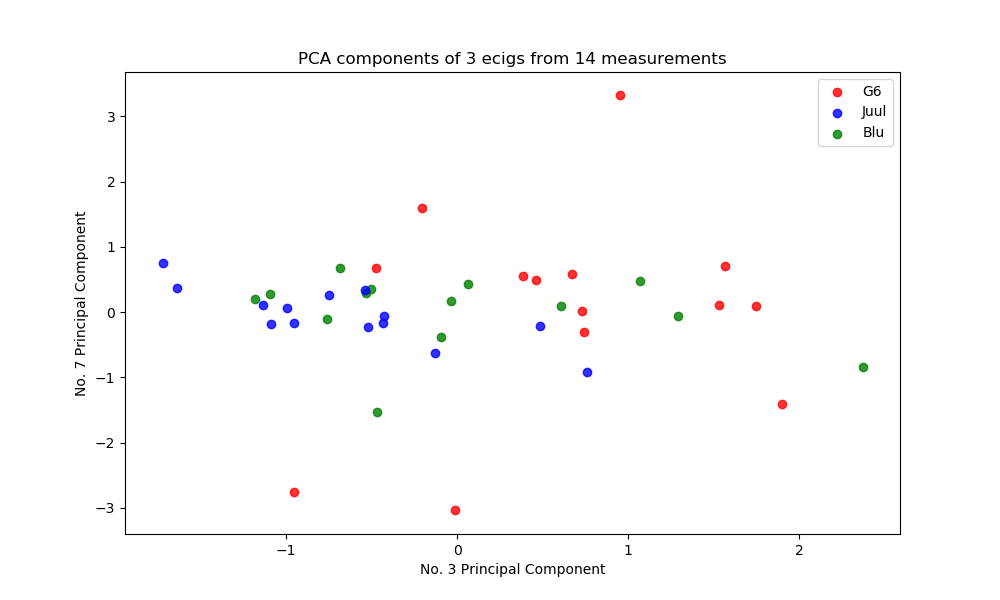 PCA components of 3 ecigs from 14 measurements
G6
Juul
Blu
3
2
1
0
−1
−2
−3
No. 7 Principal Component
−1
0
1
2
No. 3 Principal Component